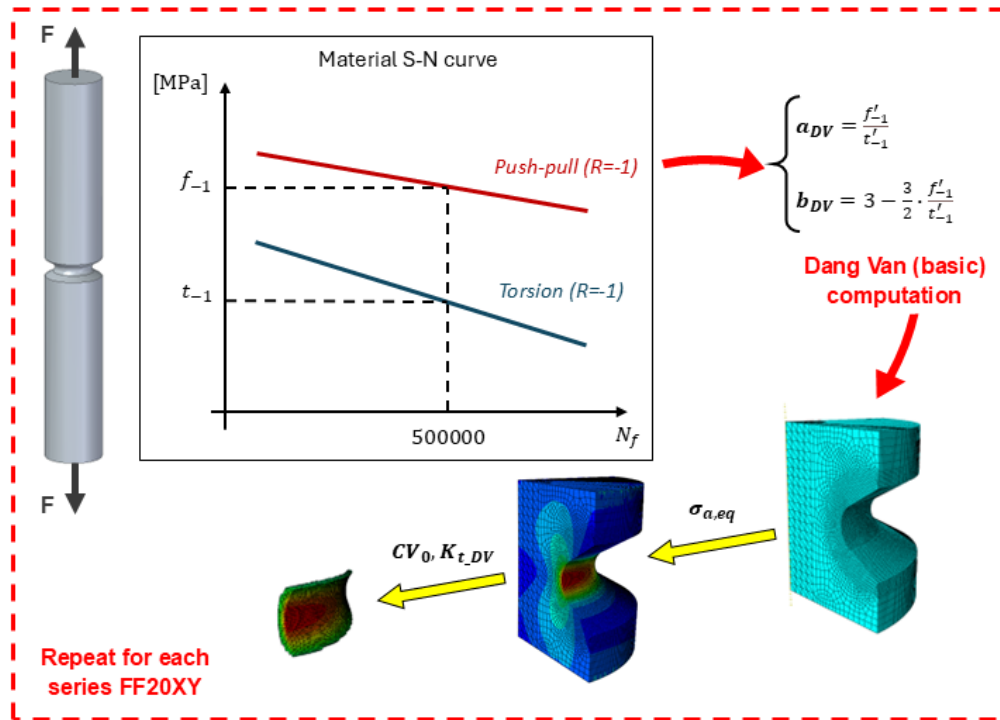 F
Material S-N curve
[MPa]
Push-pull (R=-1)
f₋₁
Torsion (R=-1)
t₋₁
500000
N_f
F
a_DV = f'₋₁/t'₋₁
b_DV = 3 − 3/2 · f'₋₁/t'₋₁
Dang Van (basic)
computation
σ_a,eq
CV₀, K_t_DV
Repeat for each
series FF20XY